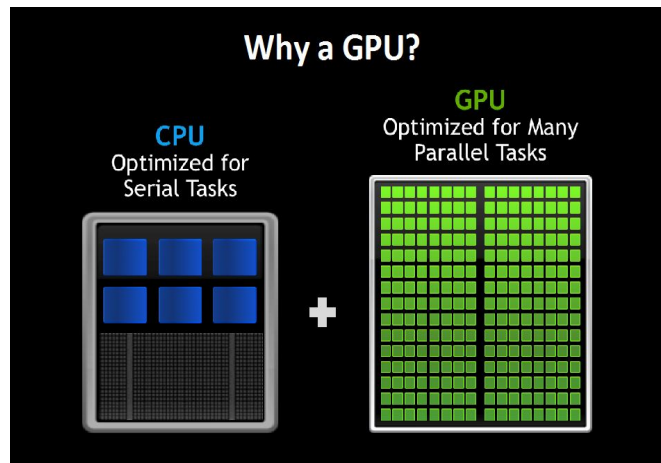 Why a GPU?
CPU
Optimized for
Serial Tasks
GPU
Optimized for Many
Parallel Tasks